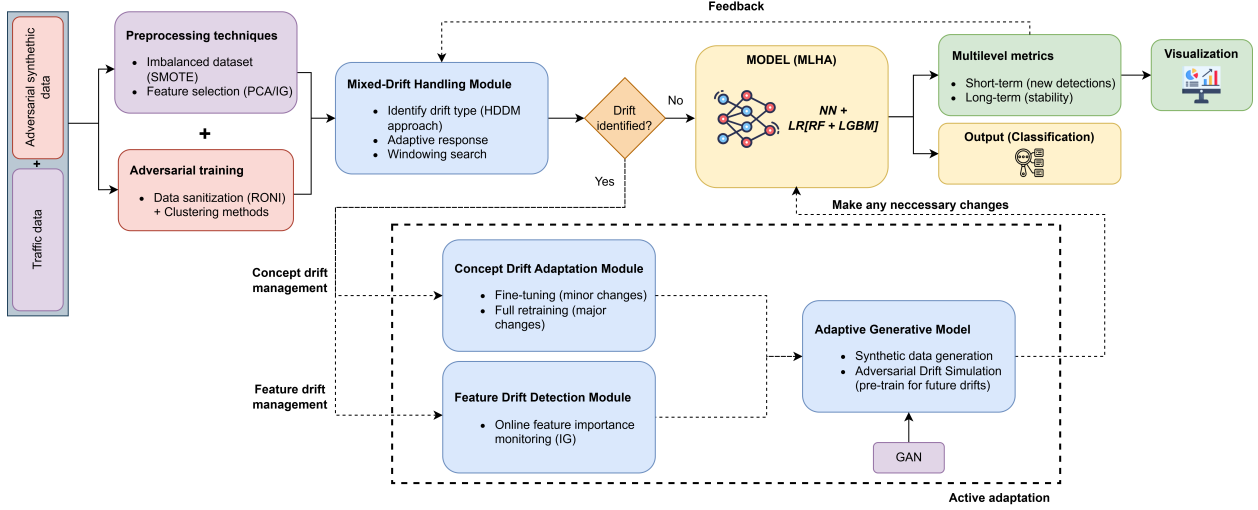 Feedback
Adversarial synthethic
data
+
Traffic data
Preprocessing techniques
Imbalanced dataset
(SMOTE)
Feature selection (PCA/IG)
+
Adversarial training
Data sanitization (RONI)
+ Clustering methods
Mixed-Drift Handling Module
Identify drift type (HDDM
approach)
Adaptive response
Windowing search
Drift
identified?
No
Yes
MODEL (MLHA)
NN +
LR[RF + LGBM]
Multilevel metrics
Short-term (new detections)
Long-term (stability)
Visualization
Output (Classification)
Make any neccessary changes
Concept drift
management
Feature drift
management
Concept Drift Adaptation Module
Fine-tuning (minor changes)
Full retraining (major
changes)
Feature Drift Detection Module
Online feature importance
monitoring (IG)
Adaptive Generative Model
Synthetic data generation
Adversarial Drift Simulation
(pre-train for future drifts)
GAN
Active adaptation